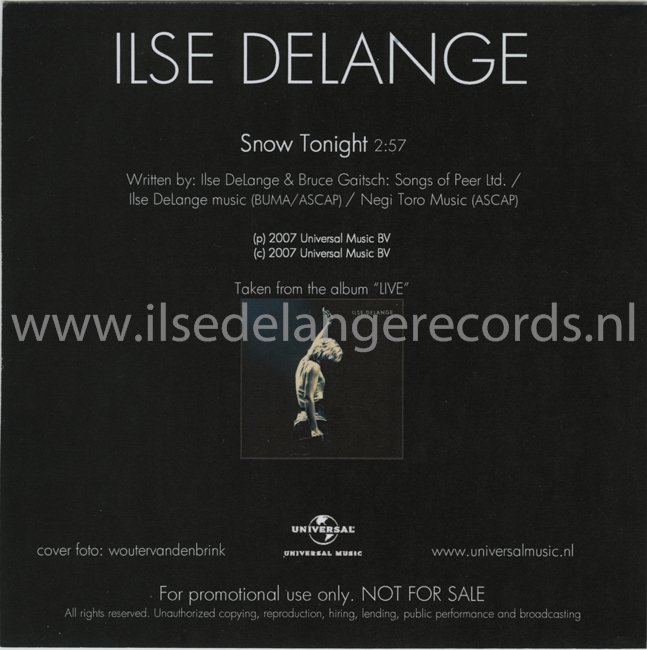 ILSE DELANGE
Snow Tonight 2:57
Written by: Ilse DeLange & Bruce Gaitsch: Songs of Peer Ltd. /
Ilse DeLange music (BUMA/ASCAP) / Negi Toro Music (ASCAP)
(p) 2007 Universal Music BV
(c) 2007 Universal Music BV
Taken from the album “LIVE”
ILSE DELANGE
www.ilsedelangerecords.nl
UNIVERSAL
UNIVERSAL MUSIC
cover foto: woutervandenbrink
www.universalmusic.nl
For promotional use only. NOT FOR SALE
All rights reserved. Unauthorized copying, reproduction, hiring, lending, public performance and broadcasting